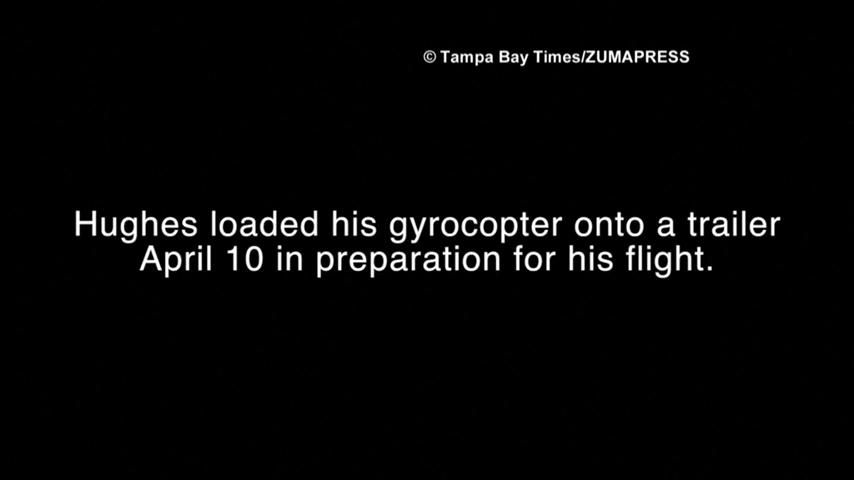 © Tampa Bay Times/ZUMAPRESS
Hughes loaded his gyrocopter onto a trailer
April 10 in preparation for his flight.